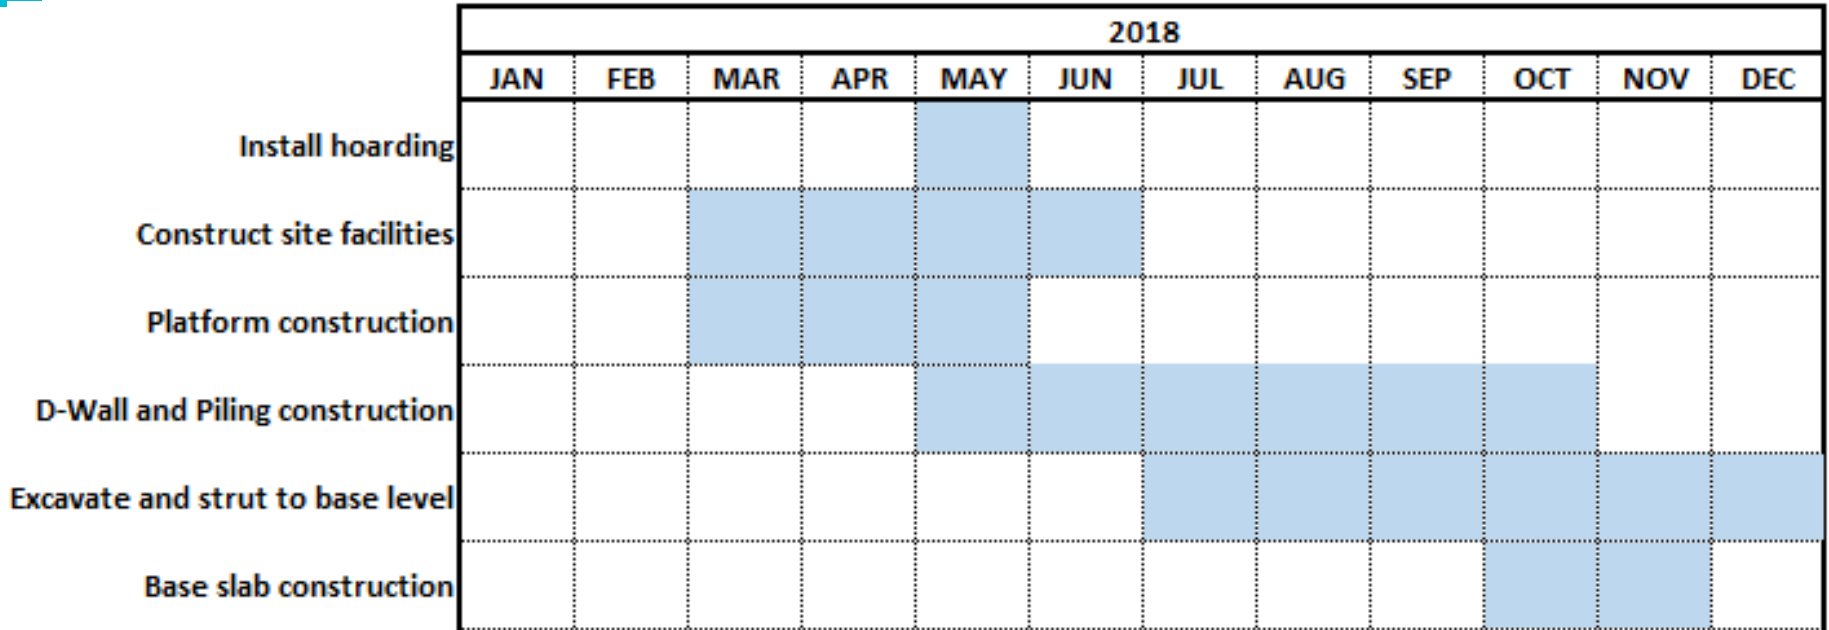 2018
JAN FEB MAR APR MAY JUN JUL AUG SEP OCT NOV DEC
Install hoarding
Construct site facilities
Platform construction
D-Wall and Piling construction
Excavate and strut to base level
Base slab construction